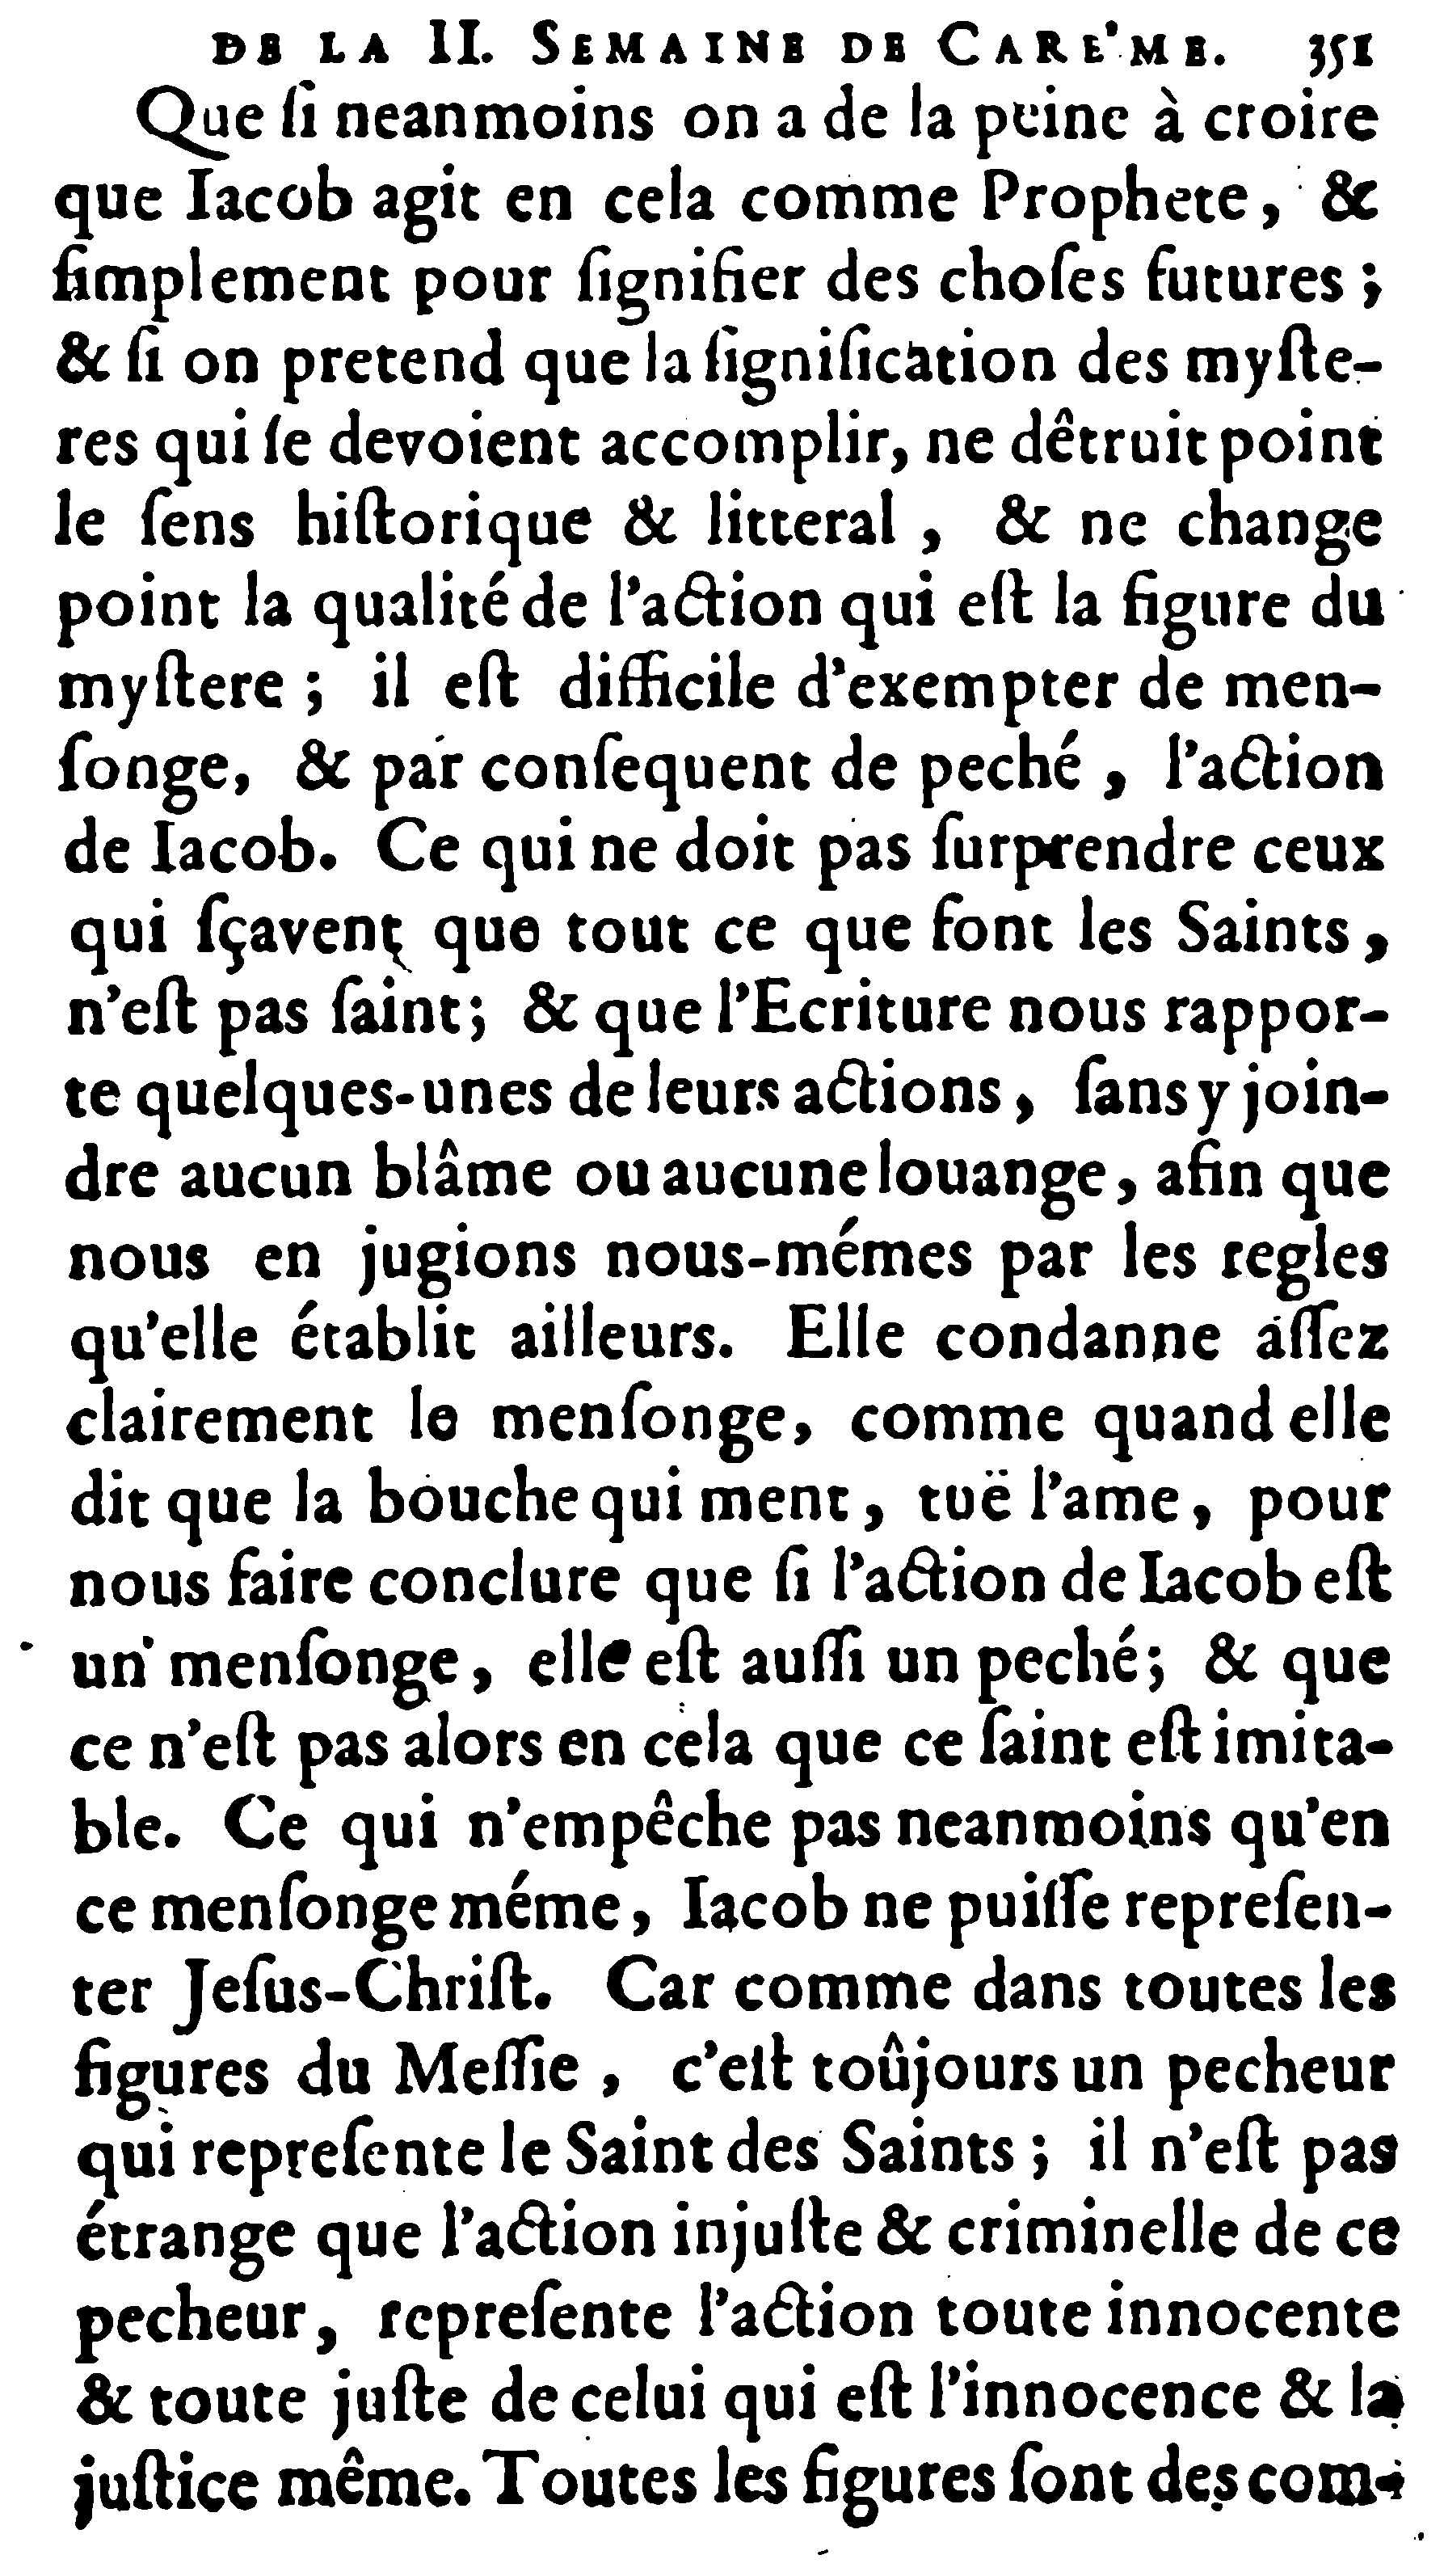 DE LA II. SEMAINE DE CARE'ME. 351
Que ſi neanmoins on a de la peine à croire
que Iacob agit en cela comme Prophete, &
ſimplement pour ſignifier des choſes futures ;
& ſi on pretend que la ſignification des myſte-
res qui ſe devoient accomplir, ne dêtruit point
le ſens hiſtorique & litteral , & ne change
point la qualité de l'action qui eſt la figure du
myſtere ; il eſt difficile d'exempter de men-
ſonge, & par conſequent de peché , l'action
de Iacob. Ce qui ne doit pas ſurprendre ceux
qui ſçavent que tout ce que font les Saints ,
n'eſt pas ſaint; & que l'Ecriture nous rappor-
te quelques-unes de leurs actions , ſans y join-
dre aucun blâme ou aucune louange , afin que
nous en jugions nous-mémes par les regles
qu'elle établit ailleurs. Elle condanne aſſez
clairement le menſonge, comme quand elle
dit que la bouche qui ment , tuë l'ame , pour
nous faire conclure que ſi l'action de Iacob eſt
un menſonge , elle eſt auſſi un peché; & que
ce n'eſt pas alors en cela que ce ſaint eſt imita-
ble. Ce qui n'empêche pas neanmoins qu'en
ce menſonge méme, Iacob ne puiſſe repreſen-
ter Jeſus-Chriſt. Car comme dans toutes les
figures du Meſſie , c'eſt toûjours un pecheur
qui repreſente le Saint des Saints ; il n'eſt pas
étrange que l'action injuſte & criminelle de ce
pecheur , repreſente l'action toute innocente
& toute juſte de celui qui eſt l'innocence & la
juſtice même. Toutes les figures ſont des com-